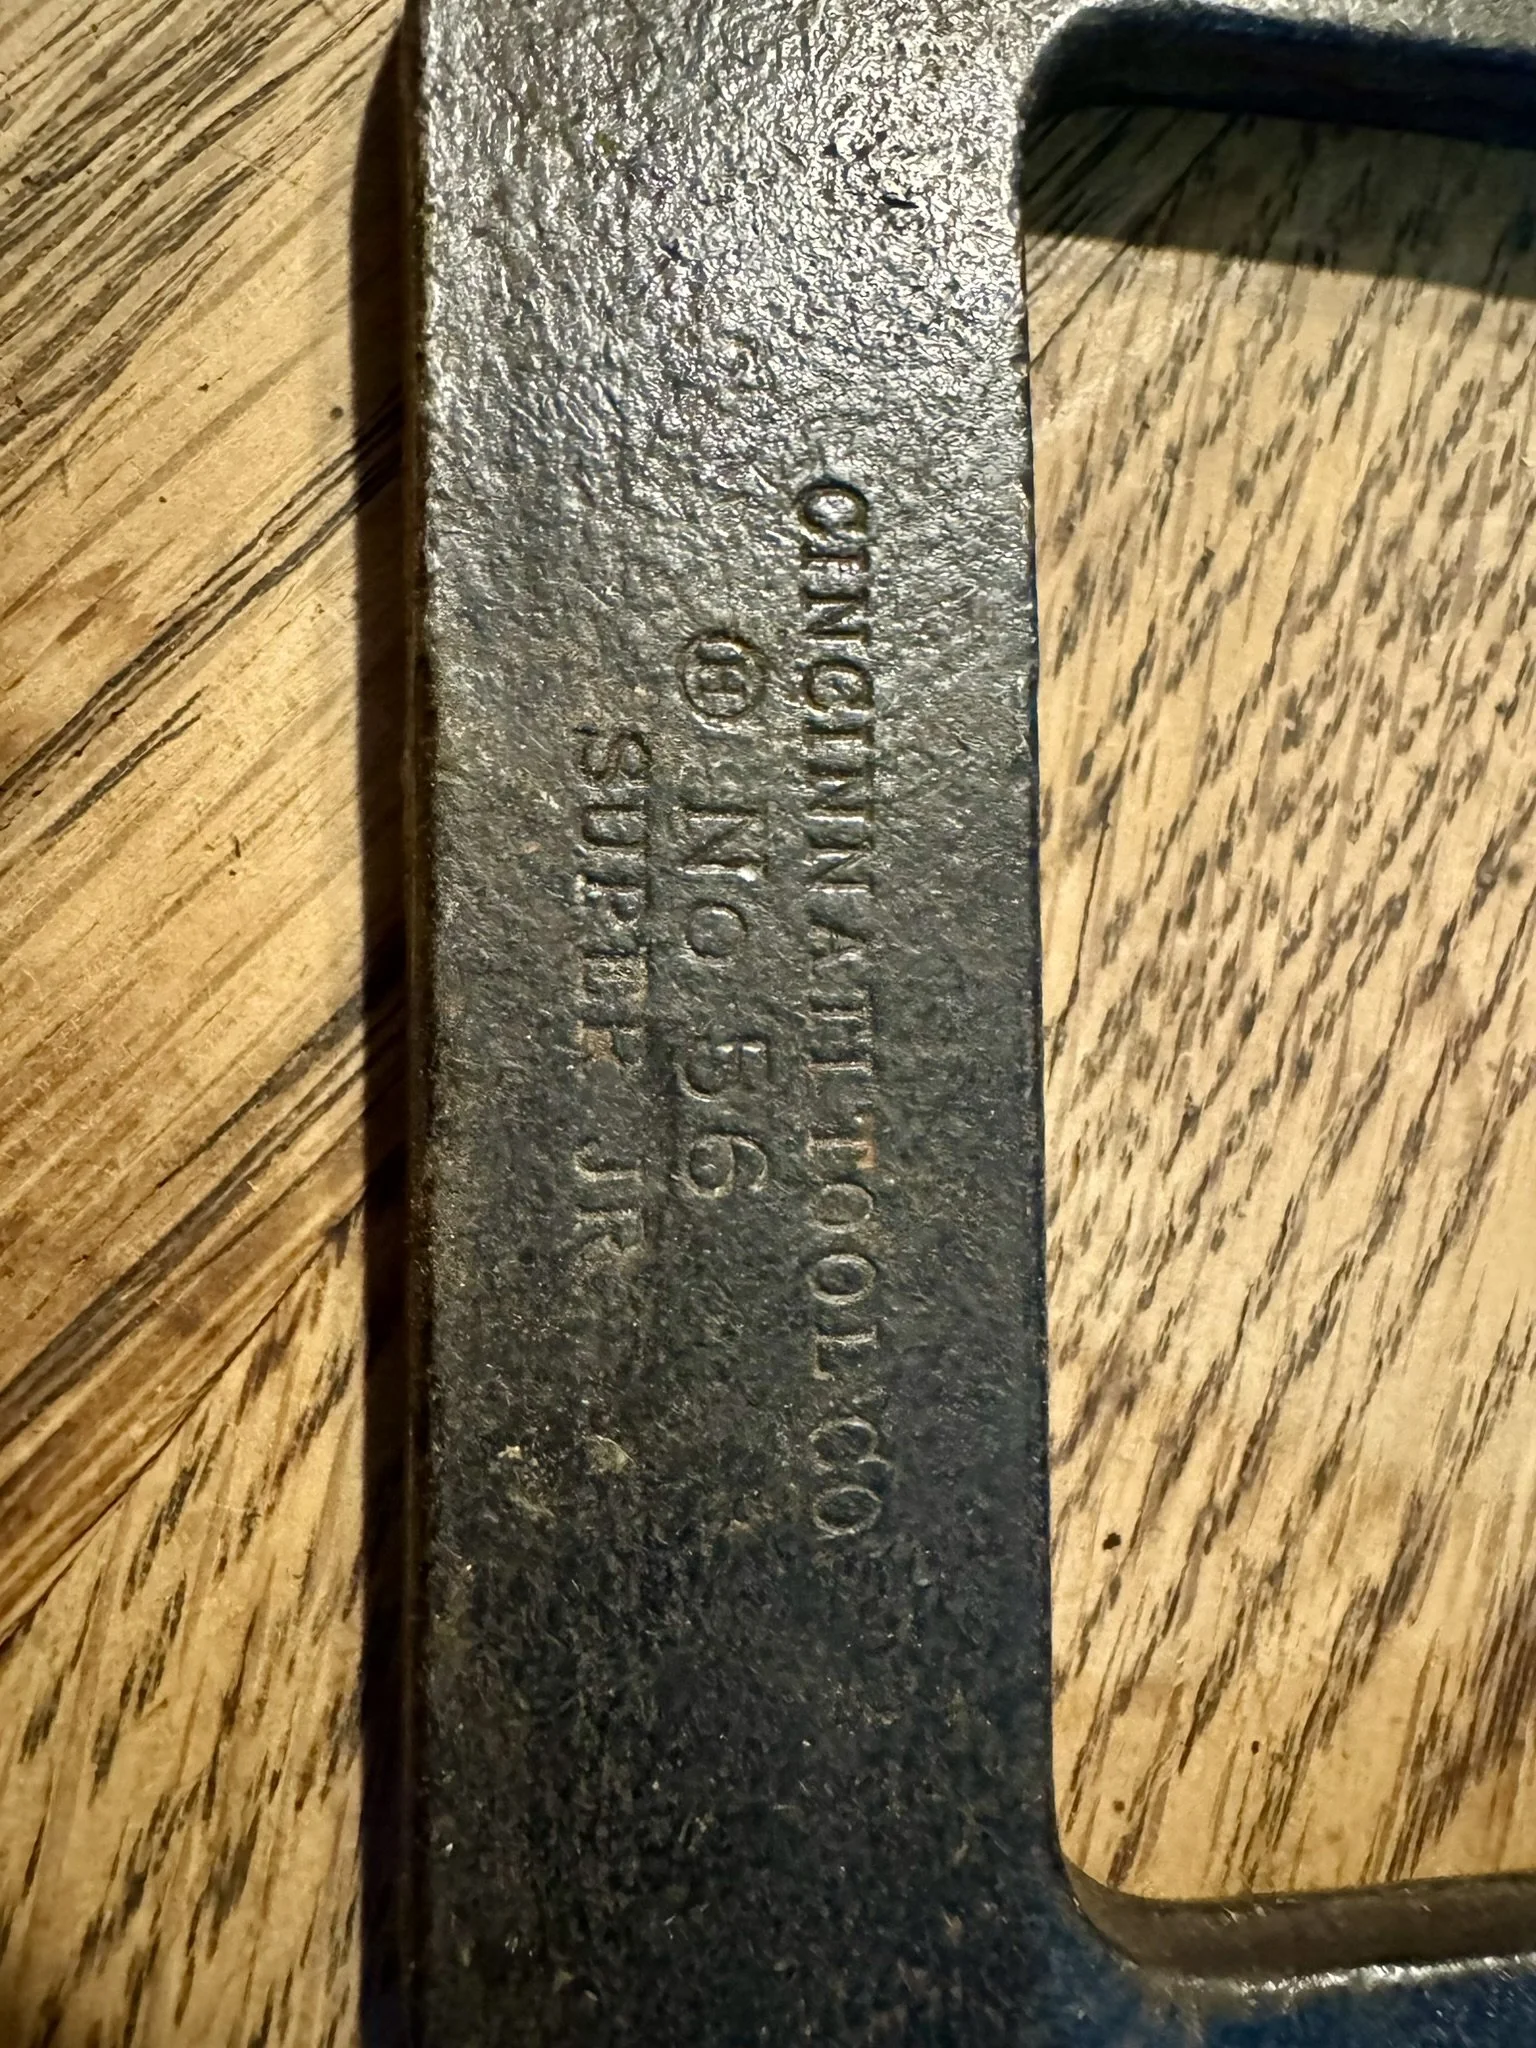 CINCINNATI TOOL CO
Ⓗ NO 56
SUPER JR